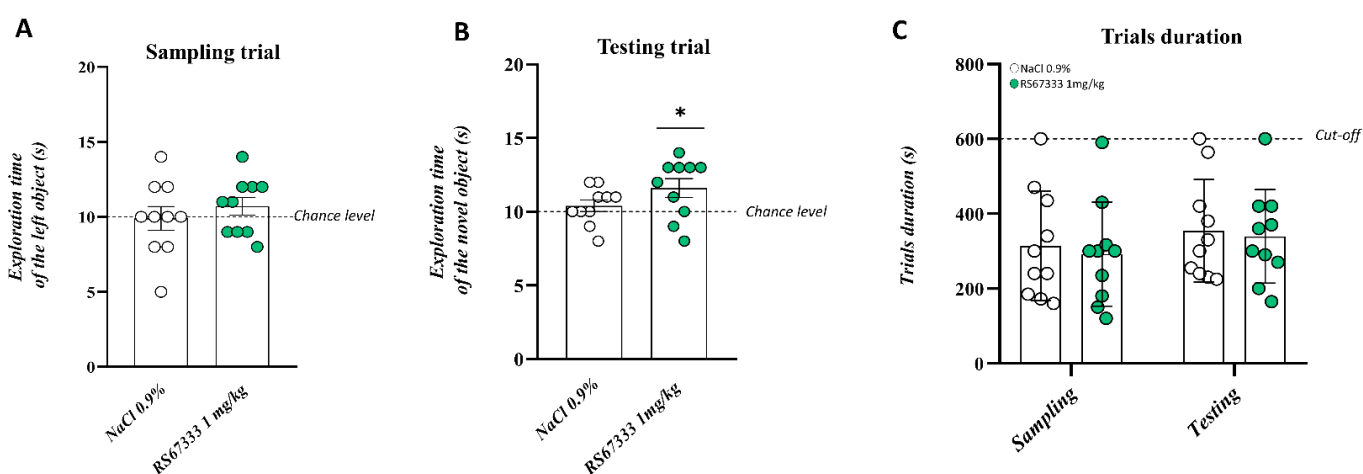 A
Sampling trial
20
15
10
5
0
Exploration time
of the left object (s)
Chance level
NaCl 0.9%
RS67333 1 mg/kg
B
Testing trial
20
15
10
5
0
Exploration time
of the novel object (s)
*
Chance level
NaCl 0.9%
RS67333 1mg/kg
C
Trials duration
800
600
400
200
0
Trials duration (s)
NaCl 0.9%
RS67333 1mg/kg
Cut-off
Sampling
Testing